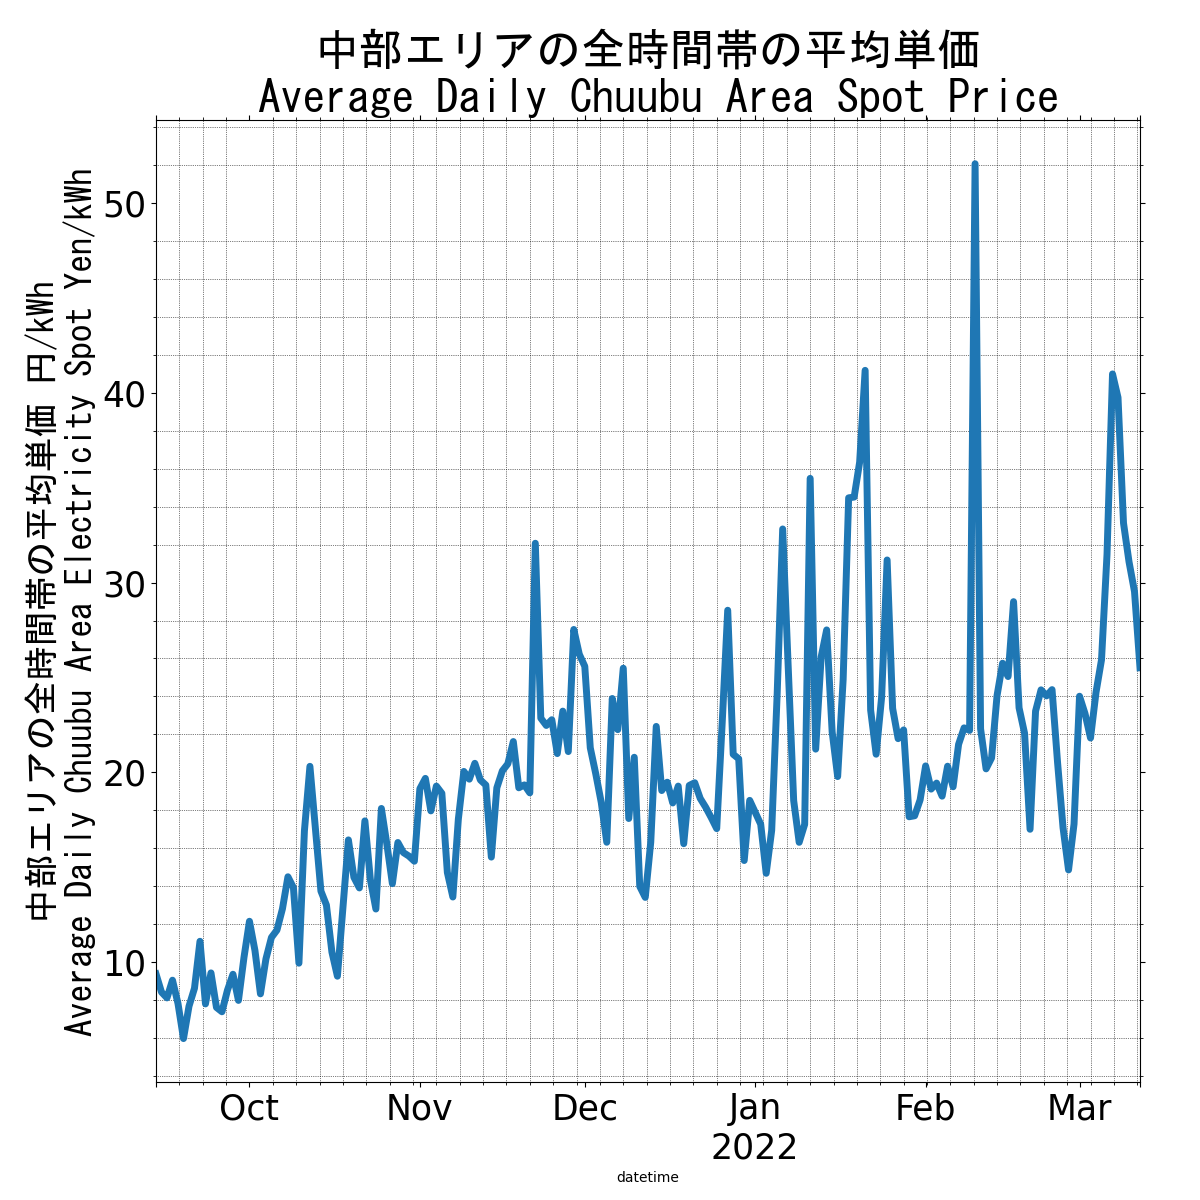 中部エリアの全時間帯の平均単価
Average Daily Chuubu Area Spot Price
中部エリアの全時間帯の平均単価 円/kWh
Average Daily Chuubu Area Electricity Spot Yen/kWh
50
40
30
20
10
Oct
Nov
Dec
Jan
2022
Feb
Mar
datetime